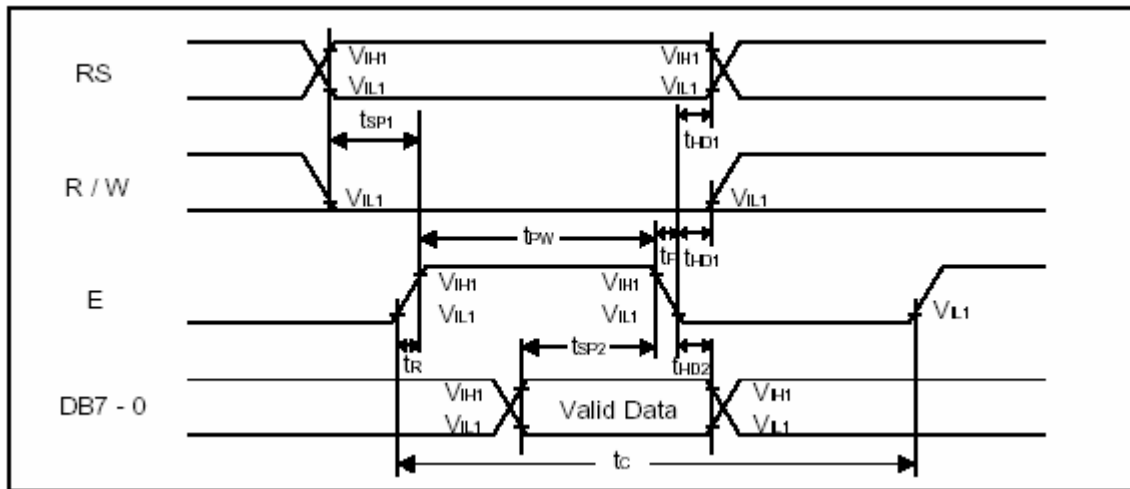 RS
VIH1 VIH1
VIL1 VIL1
tSP1 tHD1
R / W
VIL1 VIL1
tPW tF tHD1
E
VIH1 VIH1
VIL1 VIL1 VIL1
tR tSP2 tHD2
DB7 - 0
VIH1 VIH1
Valid Data
VIL1 VIL1
tC